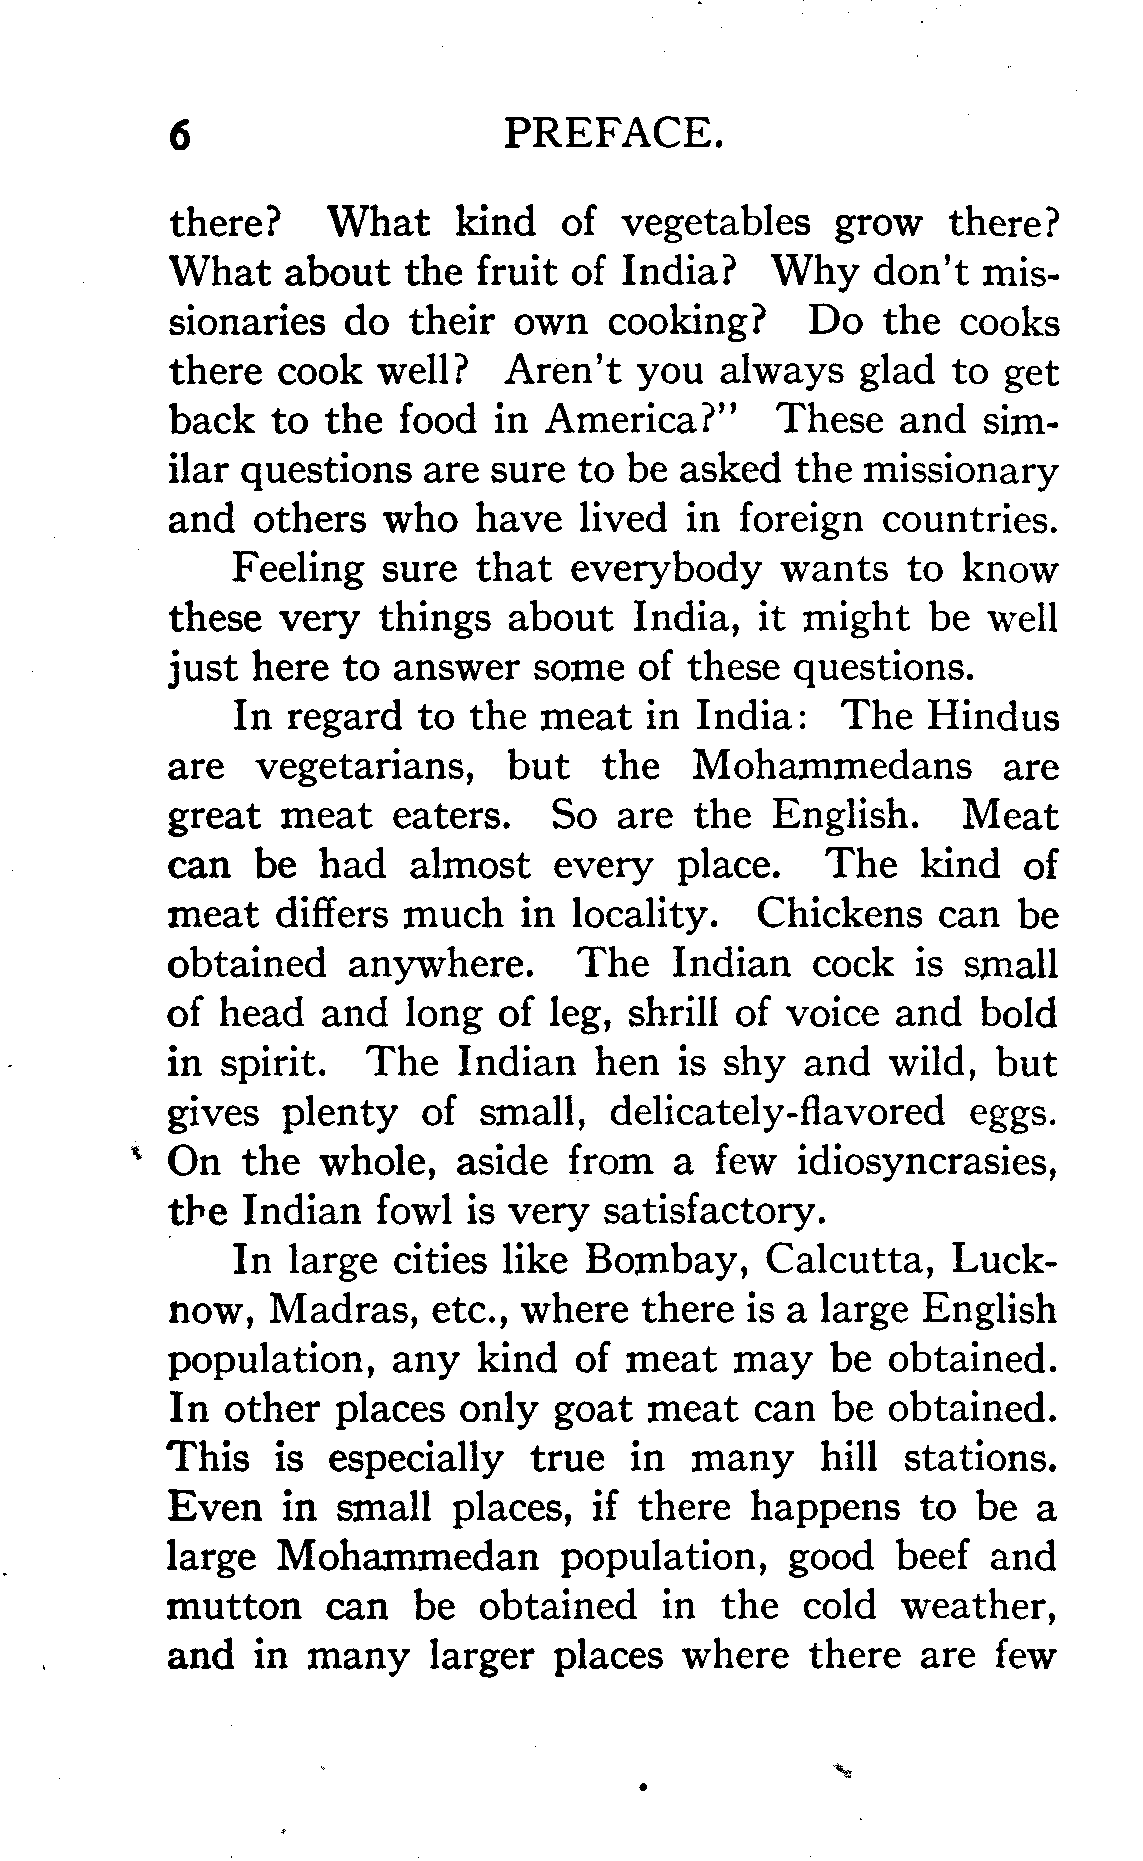 6 PREFACE.
there? What kind of vegetables grow there?
What about the fruit of India? Why don't mis-
sionaries do their own cooking? Do the cooks
there cook well? Aren't you always glad to get
back to the food in America?" These and sim-
ilar questions are sure to be asked the missionary
and others who have lived in foreign countries.
Feeling sure that everybody wants to know
these very things about India, it might be well
just here to answer some of these questions.
In regard to the meat in India: The Hindus
are vegetarians, but the Mohammedans are
great meat eaters. So are the English. Meat
can be had almost every place. The kind of
meat differs much in locality. Chickens can be
obtained anywhere. The Indian cock is small
of head and long of leg, shrill of voice and bold
in spirit. The Indian hen is shy and wild, but
gives plenty of small, delicately-flavored eggs.
On the whole, aside from a few idiosyncrasies,
the Indian fowl is very satisfactory.
In large cities like Bombay, Calcutta, Luck-
now, Madras, etc., where there is a large English
population, any kind of meat may be obtained.
In other places only goat meat can be obtained.
This is especially true in many hill stations.
Even in small places, if there happens to be a
large Mohammedan population, good beef and
mutton can be obtained in the cold weather,
and in many larger places where there are few